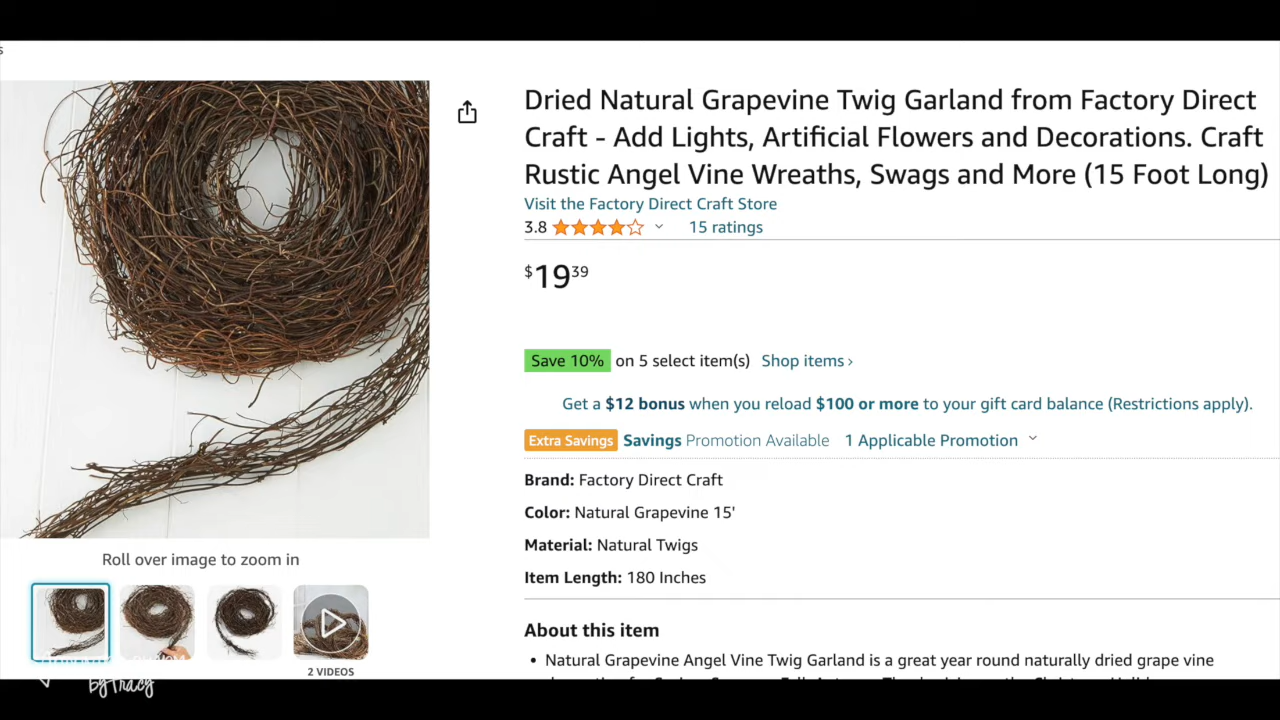 s
Dried Natural Grapevine Twig Garland from Factory Direct
Craft - Add Lights, Artificial Flowers and Decorations. Craft
Rustic Angel Vine Wreaths, Swags and More (15 Foot Long)
Visit the Factory Direct Craft Store
3.8
15 ratings
$19 39
Save 10% on 5 select item(s) Shop items ›
Get a $12 bonus when you reload $100 or more to your gift card balance (Restrictions apply).
Extra Savings Savings Promotion Available 1 Applicable Promotion
Brand: Factory Direct Craft
Color: Natural Grapevine 15'
Material: Natural Twigs
Item Length: 180 Inches
About this item
• Natural Grapevine Angel Vine Twig Garland is a great year round naturally dried grape vine
Roll over image to zoom in
2 VIDEOS
by Tracy